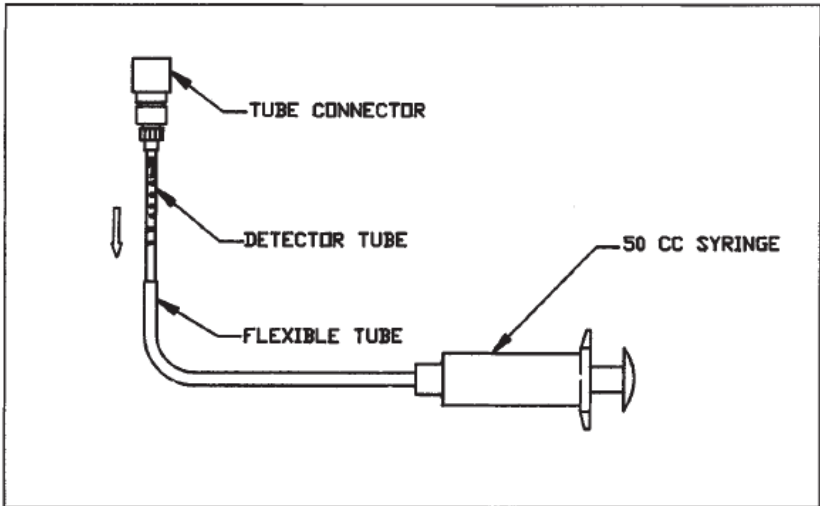 TUBE CONNECTOR
DETECTOR TUBE
50 CC SYRINGE
FLEXIBLE TUBE